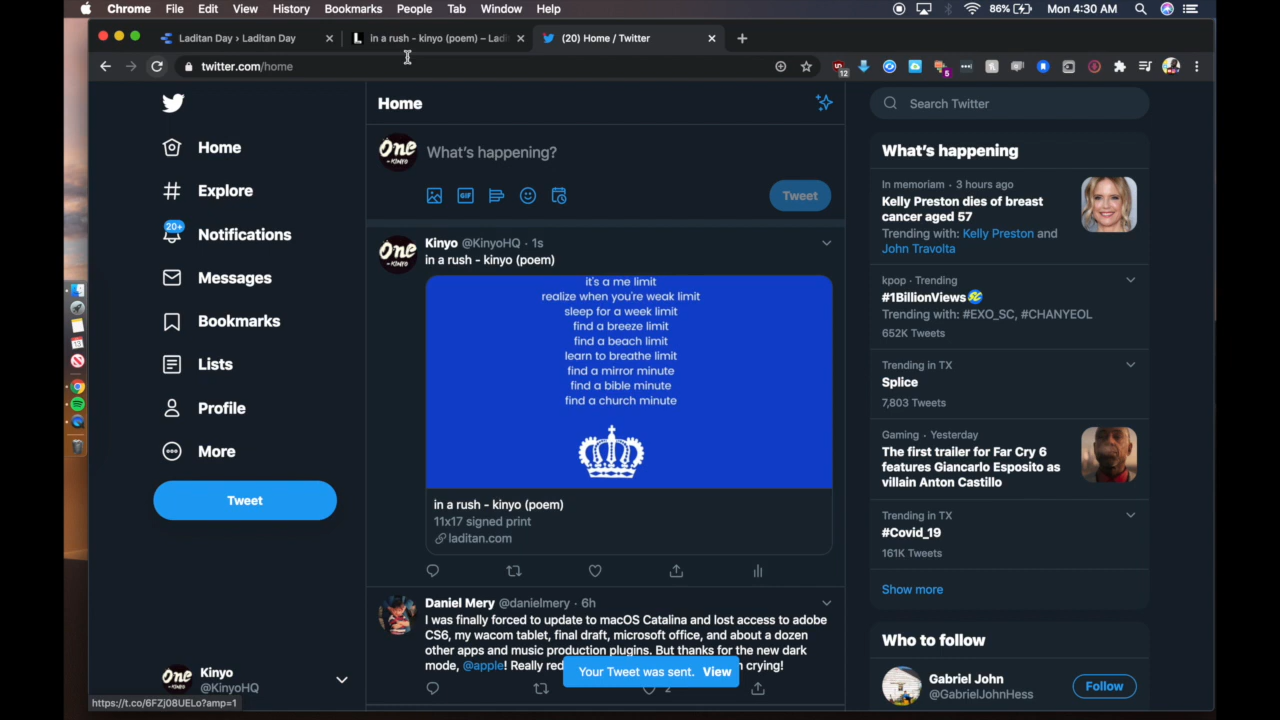 Chrome File Edit View History Bookmarks People Tab Window Help 86% Mon 4:30 AM
Laditan Day › Laditan Day in a rush - kinyo (poem) – Ladi (20) Home / Twitter
twitter.com/home 12 5
Home
Home
Explore
20+
Notifications
Messages
Bookmarks
Lists
Profile
More
Tweet
Kinyo
@KinyoHQ
What's happening?
GIF
Tweet
Kinyo @KinyoHQ · 1s
in a rush - kinyo (poem)
it's a me limit
realize when you're weak limit
sleep for a week limit
find a breeze limit
find a beach limit
learn to breathe limit
find a mirror minute
find a bible minute
find a church minute
in a rush - kinyo (poem)
11x17 signed print
laditan.com
Daniel Mery @danielmery · 6h
I was finally forced to update to macOS Catalina and lost access to adobe
CS6, my wacom tablet, final draft, microsoft office, and about a dozen
other apps and music production plugins. But thanks for the new dark
mode, @apple! Really red crying!
2
Your Tweet was sent. View
Search Twitter
What's happening
In memoriam · 3 hours ago
Kelly Preston dies of breast
cancer aged 57
Trending with: Kelly Preston and
John Travolta
kpop · Trending
#1BillionViews
Trending with: #EXO_SC, #CHANYEOL
652K Tweets
Trending in TX
Splice
7,803 Tweets
Gaming · Yesterday
The first trailer for Far Cry 6
features Giancarlo Esposito as
villain Anton Castillo
Trending in TX
#Covid_19
161K Tweets
Show more
Who to follow
Gabriel John
@GabrielJohnHess
Follow
https://t.co/6FZj08UELo?amp=1